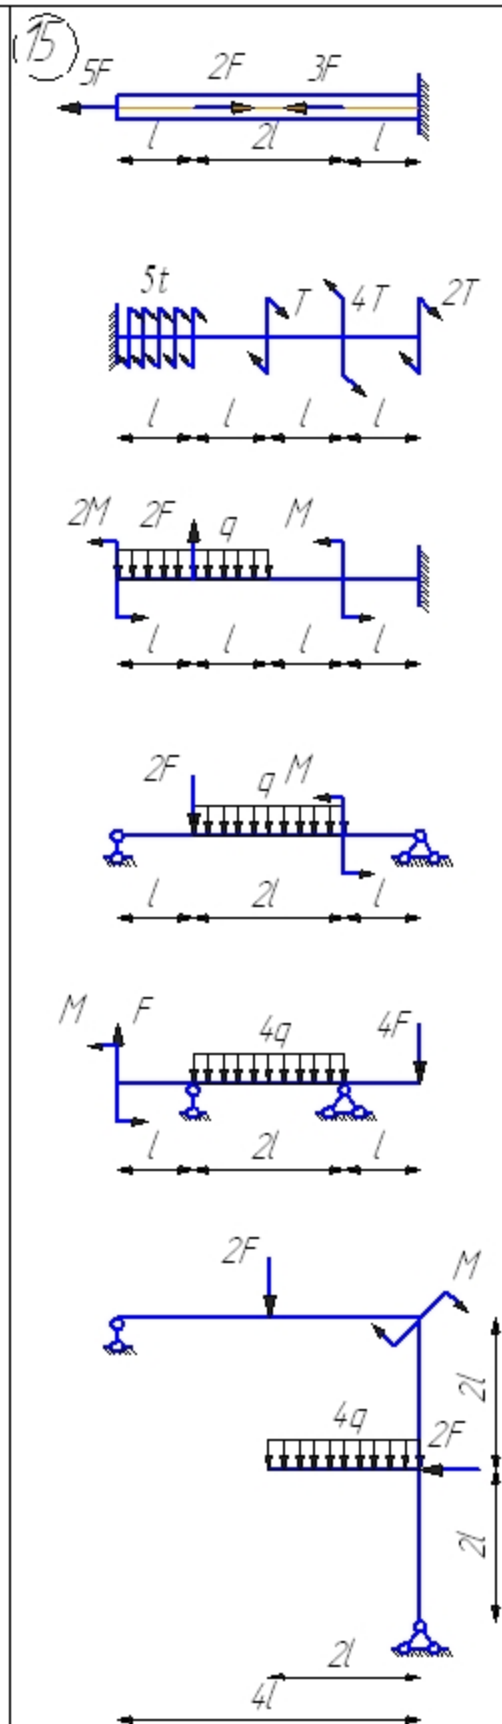 15
5F 2F 3F
l 2l l
5t T 4T 2T
l l l l
2M 2F q M
l l l l
2F q M
l 2l l
M F 4q 4F
l 2l l
2F M
2l
4q 2F
2l
2l
4l